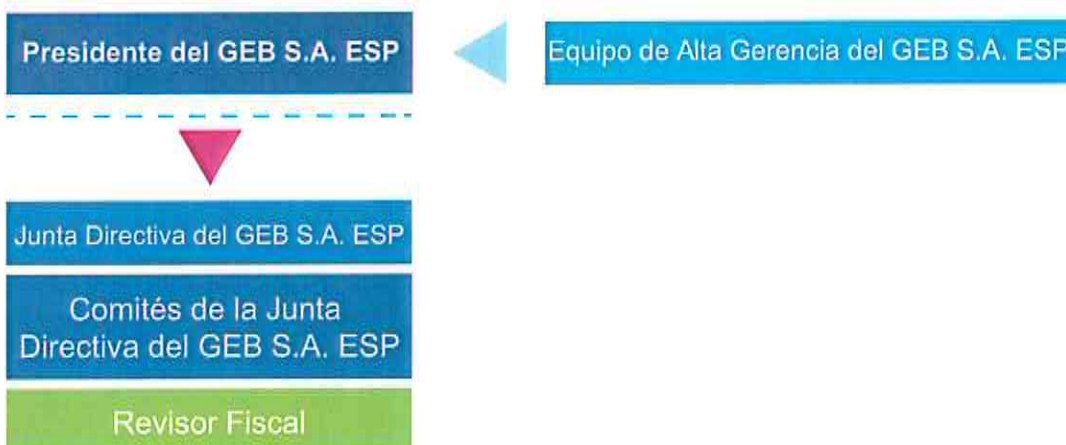 Presidente del GEB S.A. ESP
Equipo de Alta Gerencia del GEB S.A. ESP
Junta Directiva del GEB S.A. ESP
Comités de la Junta
Directiva del GEB S.A. ESP
Revisor Fiscal